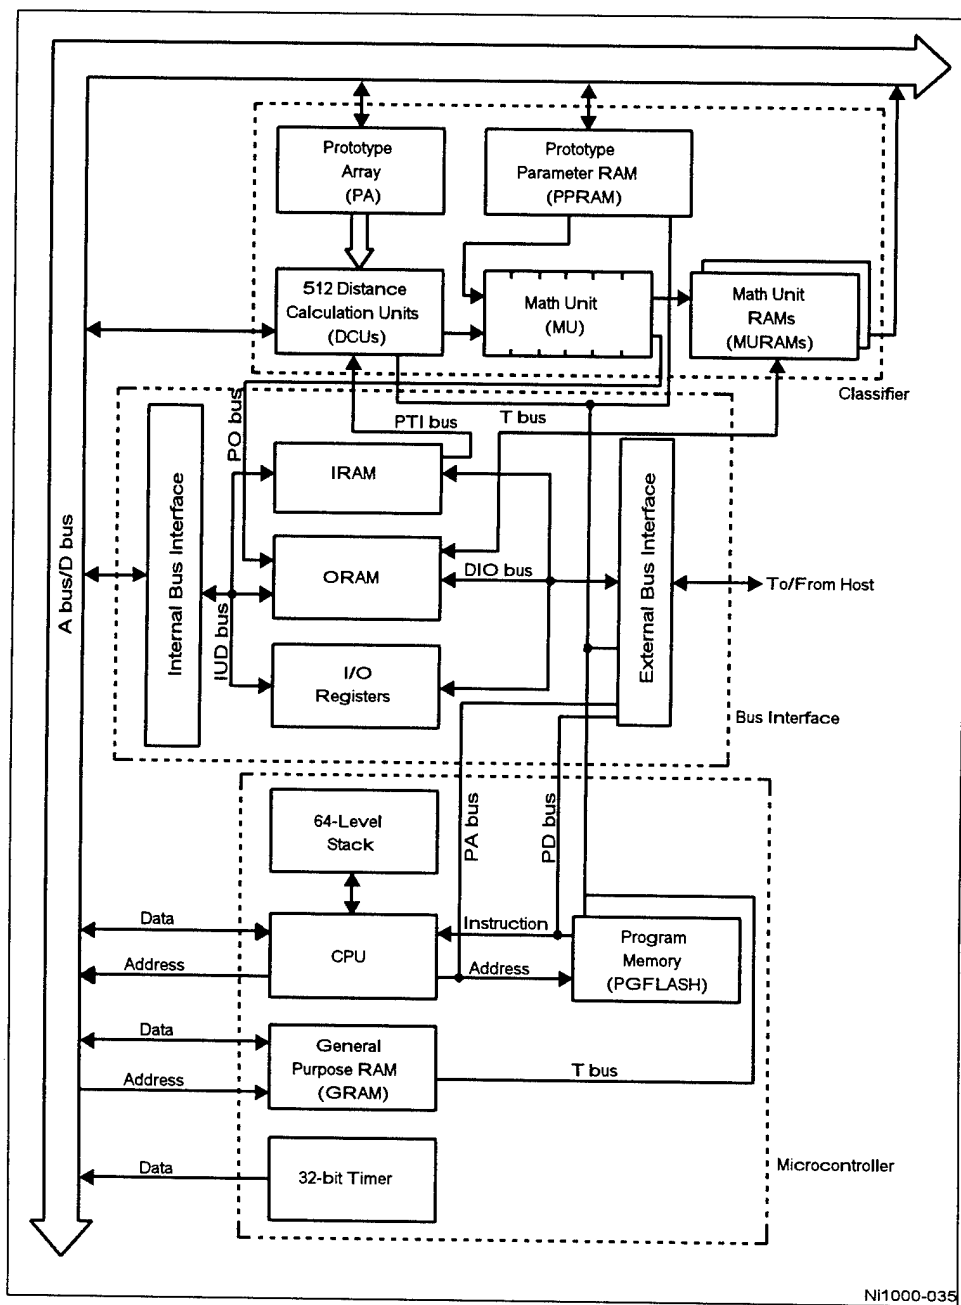 Prototype
Array
(PA)
Prototype
Parameter RAM
(PPRAM)
512 Distance
Calculation Units
(DCUs)
Math Unit
(MU)
Math Unit
RAMs
(MURAMs)
Classifier
PO bus
PTI bus
T bus
Internal Bus Interface
IRAM
External Bus Interface
A bus/D bus
ORAM
DIO bus
To/From Host
IUD bus
I/O
Registers
Bus Interface
64-Level
Stack
PA bus
PD bus
Data
CPU
Instruction
Program
Memory
(PGFLASH)
Address
Address
Data
General
Purpose RAM
(GRAM)
Address
T bus
Data
32-bit Timer
Microcontroller
Ni1000-035